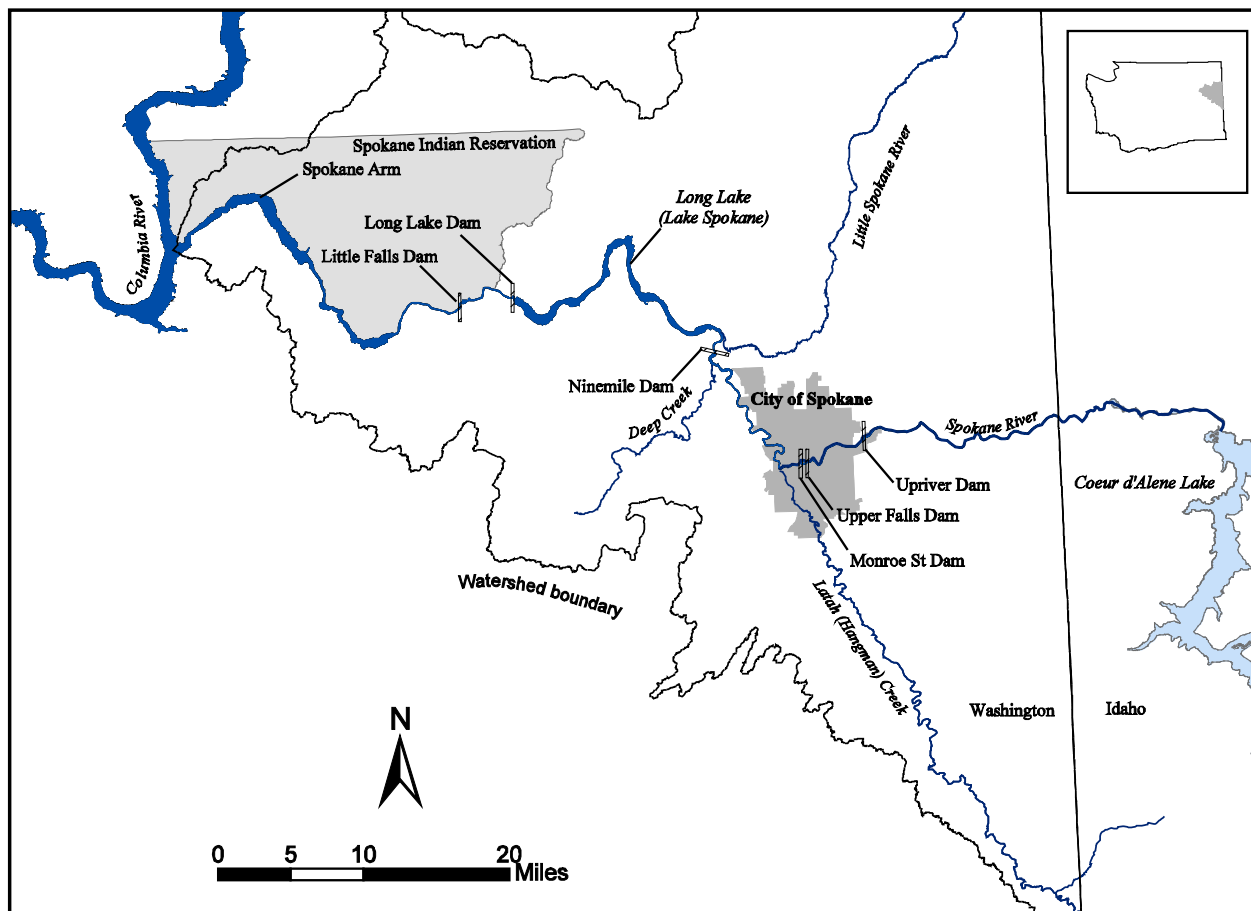 Spokane Indian Reservation
Spokane Arm
Columbia River
Long Lake Dam
Little Falls Dam
Long Lake
(Lake Spokane)
Little Spokane River
Ninemile Dam
Deep Creek
City of Spokane
Spokane River
Upriver Dam
Coeur d'Alene Lake
Upper Falls Dam
Monroe St Dam
Watershed boundary
Latah (Hangman) Creek
Washington
Idaho
N
0 5 10 20
Miles